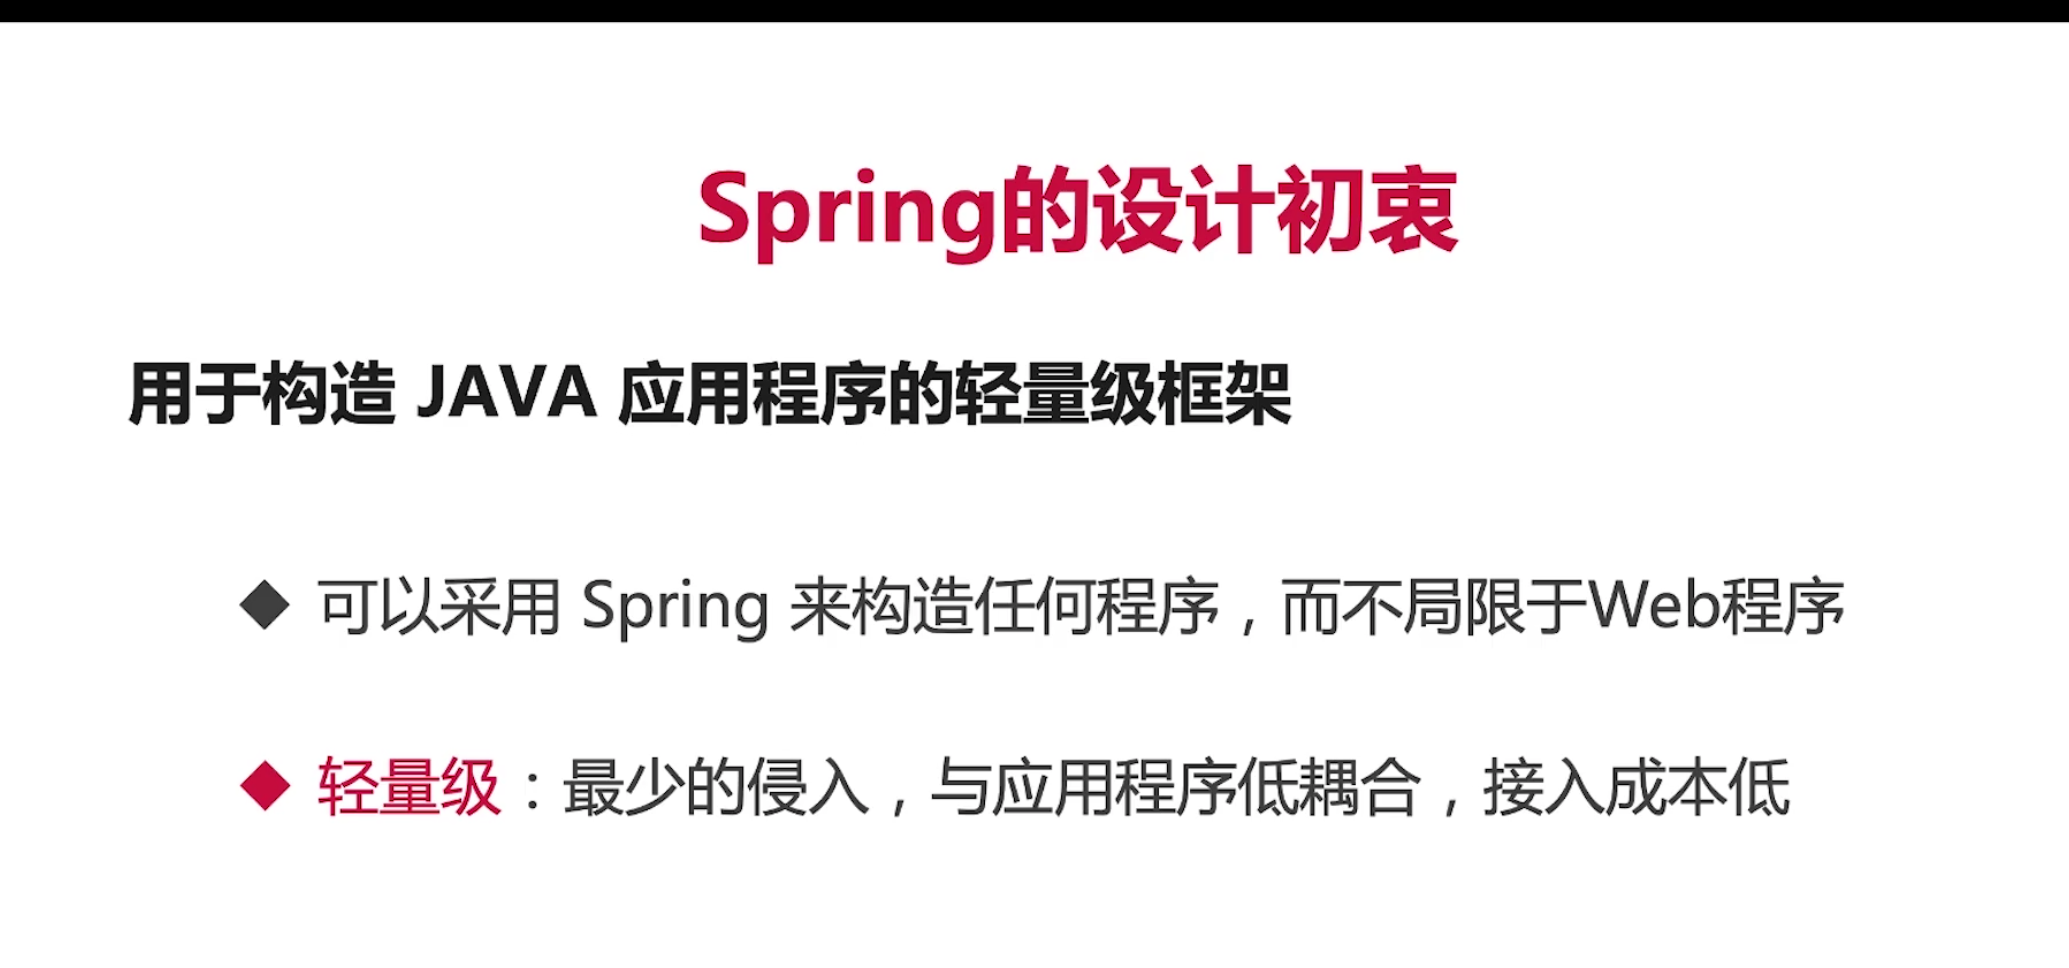 Spring的设计初衷
用于构造 JAVA 应用程序的轻量级框架
◆ 可以采用 Spring 来构造任何程序，而不局限于Web程序
◆ 轻量级：最少的侵入，与应用程序低耦合，接入成本低